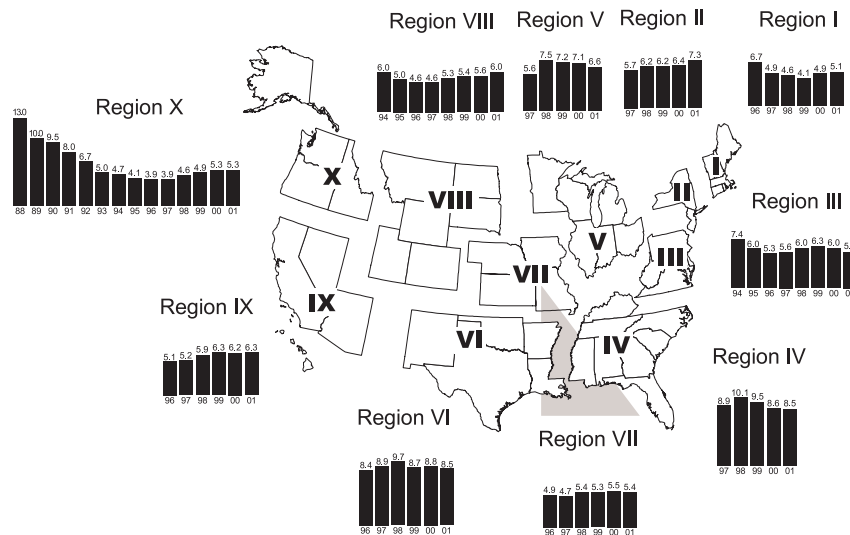 Region VIII
6.0 5.0 4.6 4.6 5.3 5.4 5.6 6.0
94 95 96 97 98 99 00 01
Region V
5.6 7.5 7.2 7.1 6.6
97 98 99 00 01
Region II
5.7 6.2 6.2 6.4 7.3
97 98 99 00 01
Region I
6.7 4.9 4.6 4.1 4.9 5.1
96 97 98 99 00 01
Region X
13.0 10.0 9.5 8.0 6.7 5.0 4.7 4.1 3.9 3.9 4.6 4.9 5.3 5.3
88 89 90 91 92 93 94 95 96 97 98 99 00 01
X
VIII
I
II
V
III
VII
IX
VI
IV
Region III
7.4 6.0 5.3 5.6 6.0 6.3 6.0
94 95 96 97 98 99 00
Region IX
5.1 5.2 5.9 6.3 6.2 6.3
96 97 98 99 00 01
Region IV
8.9 10.1 9.5 8.6 8.5
97 98 99 00 01
Region VI
8.4 8.9 9.7 8.7 8.8 8.5
96 97 98 99 00 01
Region VII
4.9 4.7 5.4 5.3 5.5 5.4
96 97 98 99 00 01